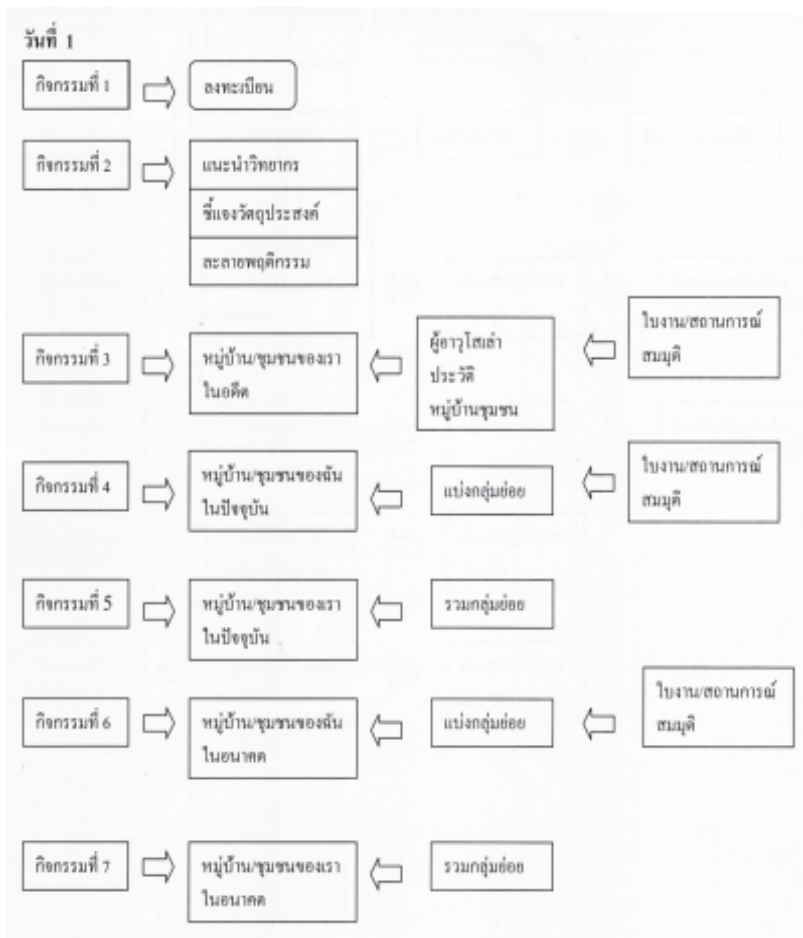 วันที่ 1
กิจกรรมที่ 1
ลงทะเบียน
กิจกรรมที่ 2
แนะนำวิทยากร
ชี้แจงวัตถุประสงค์
ละลายพฤติกรรม
กิจกรรมที่ 3
หมู่บ้าน/ชุมชนของเรา
ในอดีต
ผู้อาวุโสเล่า
ประวัติ
หมู่บ้านชุมชน
ใบงาน/สถานการณ์
สมมุติ
กิจกรรมที่ 4
หมู่บ้าน/ชุมชนของฉัน
ในปัจจุบัน
แบ่งกลุ่มย่อย
ใบงาน/สถานการณ์
สมมุติ
กิจกรรมที่ 5
หมู่บ้าน/ชุมชนของเรา
ในปัจจุบัน
รวมกลุ่มย่อย
กิจกรรมที่ 6
หมู่บ้าน/ชุมชนของฉัน
ในอนาคต
แบ่งกลุ่มย่อย
ใบงาน/สถานการณ์
สมมุติ
กิจกรรมที่ 7
หมู่บ้าน/ชุมชนของเรา
ในอนาคต
รวมกลุ่มย่อย